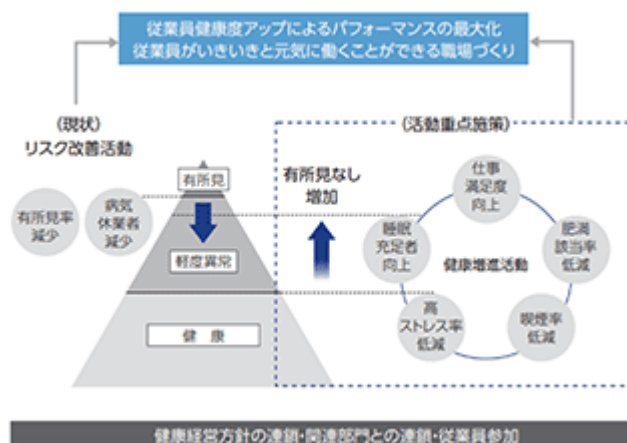 従業員健康度アップによるパフォーマンスの最大化
従業員がいきいきと元気に働くことができる職場づくり
(現状)
リスク改善活動
有所見率
減少
病気
休業者
減少
有所見
軽度異常
健康
有所見なし
増加
(活動重点施策)
仕事
満足度
向上
睡眠
充足者
向上
肥満
該当率
低減
健康増進活動
高
ストレス率
低減
喫煙率
低減
健康経営方針の連鎖・関連部門との連鎖・従業員参加